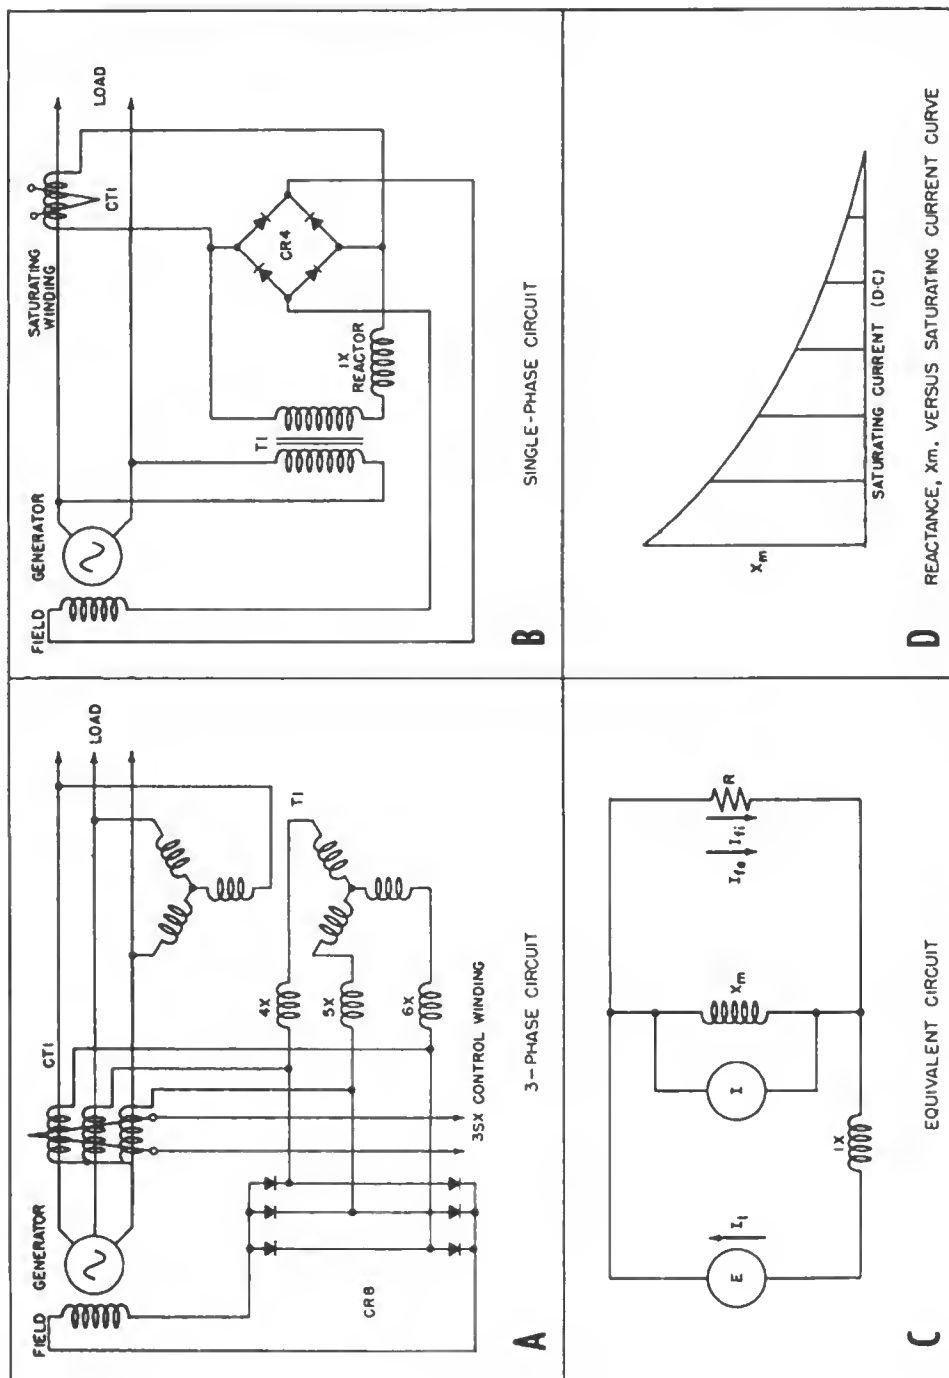 FIELD
GENERATOR
CT1
LOAD
T1
4X
5X
6X
3SX CONTROL WINDING
CR8
3-PHASE CIRCUIT
A
FIELD
GENERATOR
SATURATING
WINDING
CT1
LOAD
T1
1X
REACTOR
CR4
SINGLE-PHASE CIRCUIT
B
E
I₁
1X
I
Xm
Ife
Ifi
R
EQUIVALENT CIRCUIT
C
Xm
SATURATING CURRENT (D-C)
REACTANCE, Xm, VERSUS SATURATING CURRENT CURVE
D